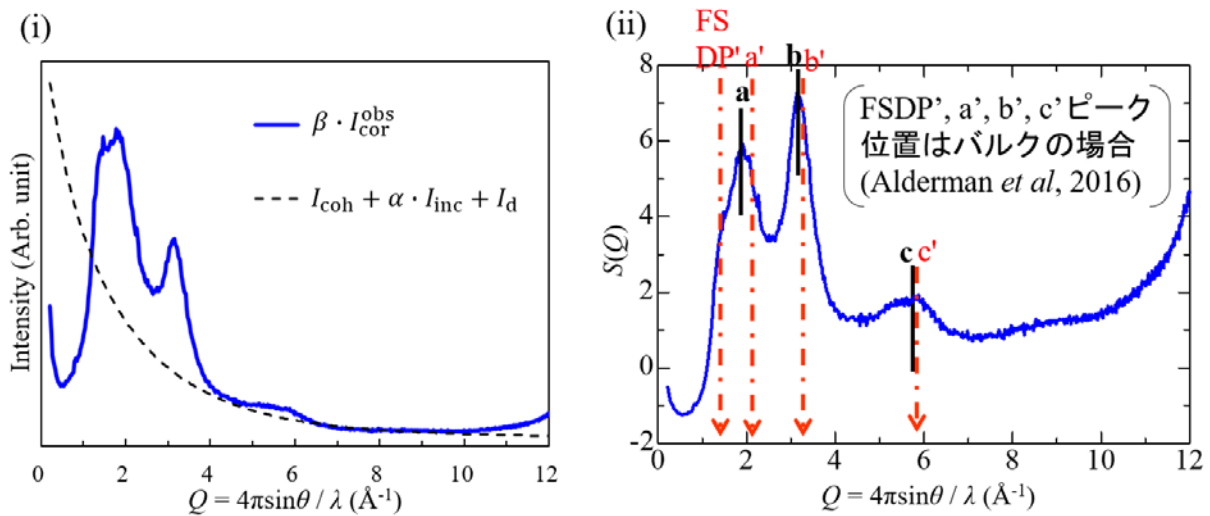 (i)
β · I_cor^obs
I_coh + α · I_inc + I_d
Intensity (Arb. unit)
0 2 4 6 8 10 12
Q = 4πsinθ / λ (Å⁻¹)
(ii)
FS
DP' a' b b'
a
FSDP', a', b', c'ピーク
位置はバルクの場合
(Alderman et al, 2016)
c c'
S(Q)
8
6
4
2
0
-2
0 2 4 6 8 10 12
Q = 4πsinθ / λ (Å⁻¹)